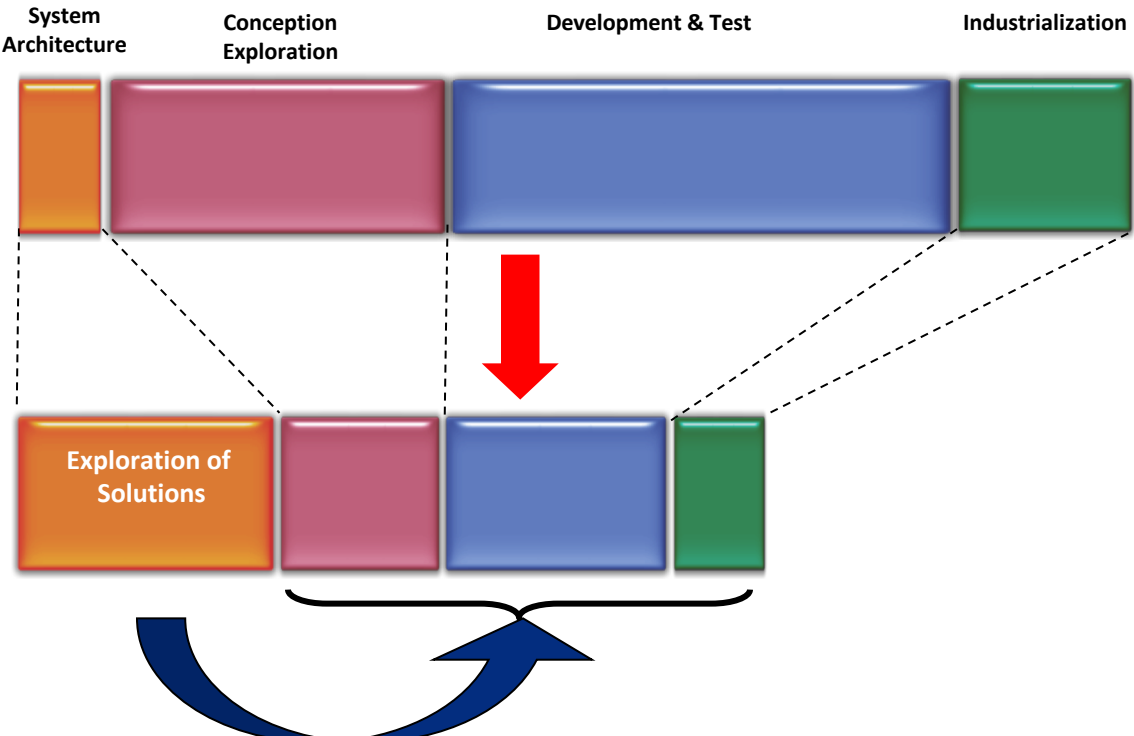 System
Architecture
Conception
Exploration
Development & Test
Industrialization
Exploration of
Solutions